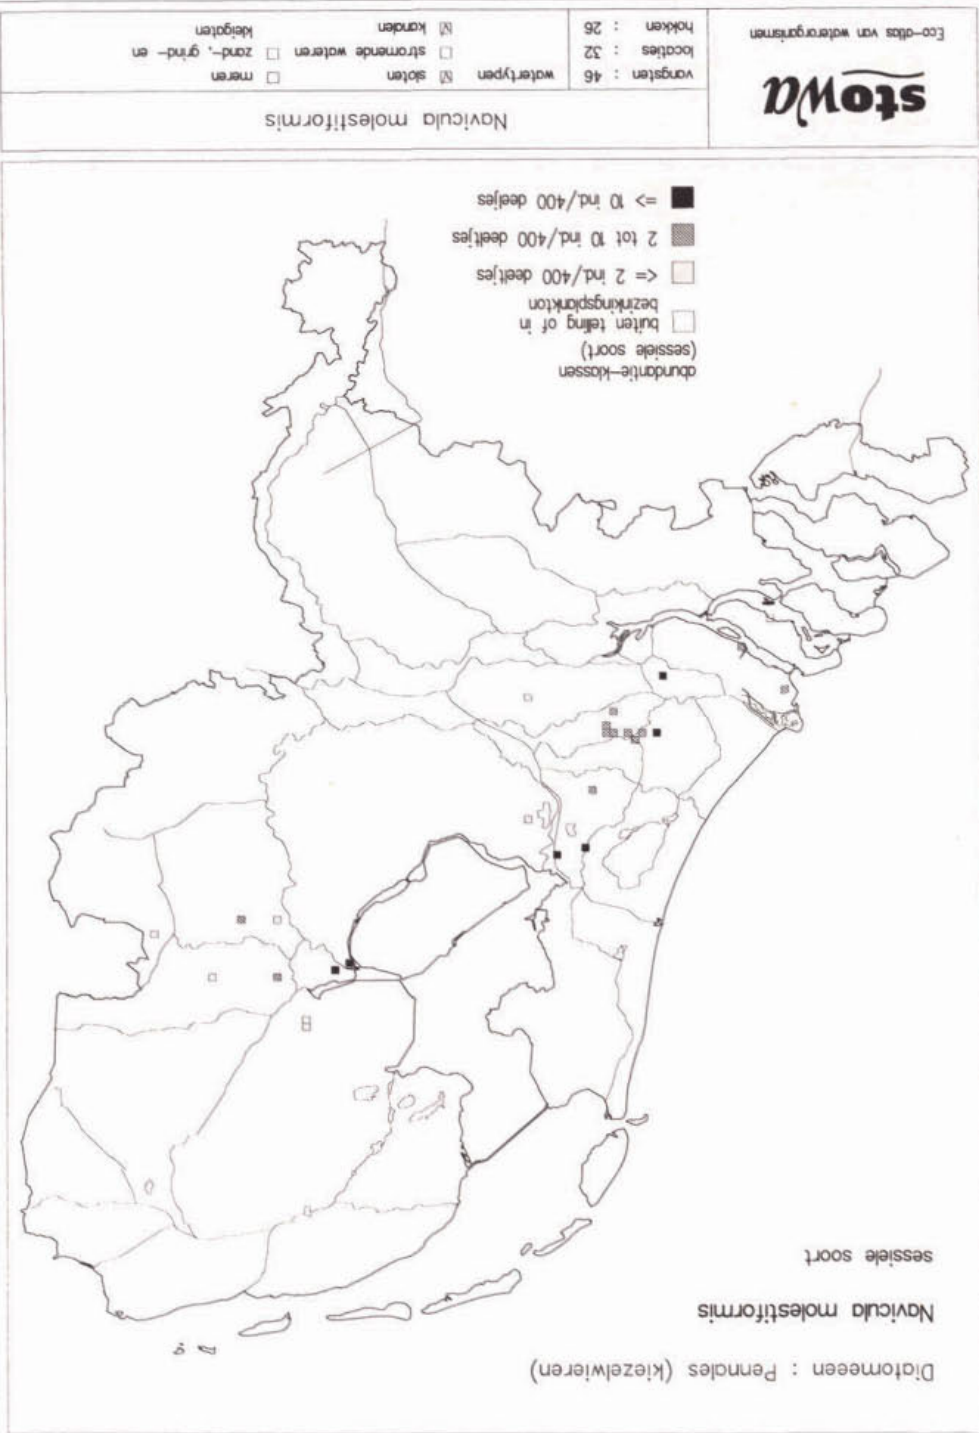 Diatomeeen : Pennales (kiezelwieren)
Navicula molestiformis
sessiele soort
abundantie-klassen
(sessiele soort)
□ buiten telling of in
bezinkingsplankton
□ <= 2 ind./400 deeltjes
2 tot 10 ind./400 deeltjes
■ => 10 ind./400 deeltjes
stowa
Eco-atlas van waterorganismen
Navicula molestiformis
vangsten : 46
locaties : 32
hokken : 26
watertypen
☑ sloten
☐ stromende wateren
☑ kanalen
☐ meren
☐ zand-, grind- en
kleigaten